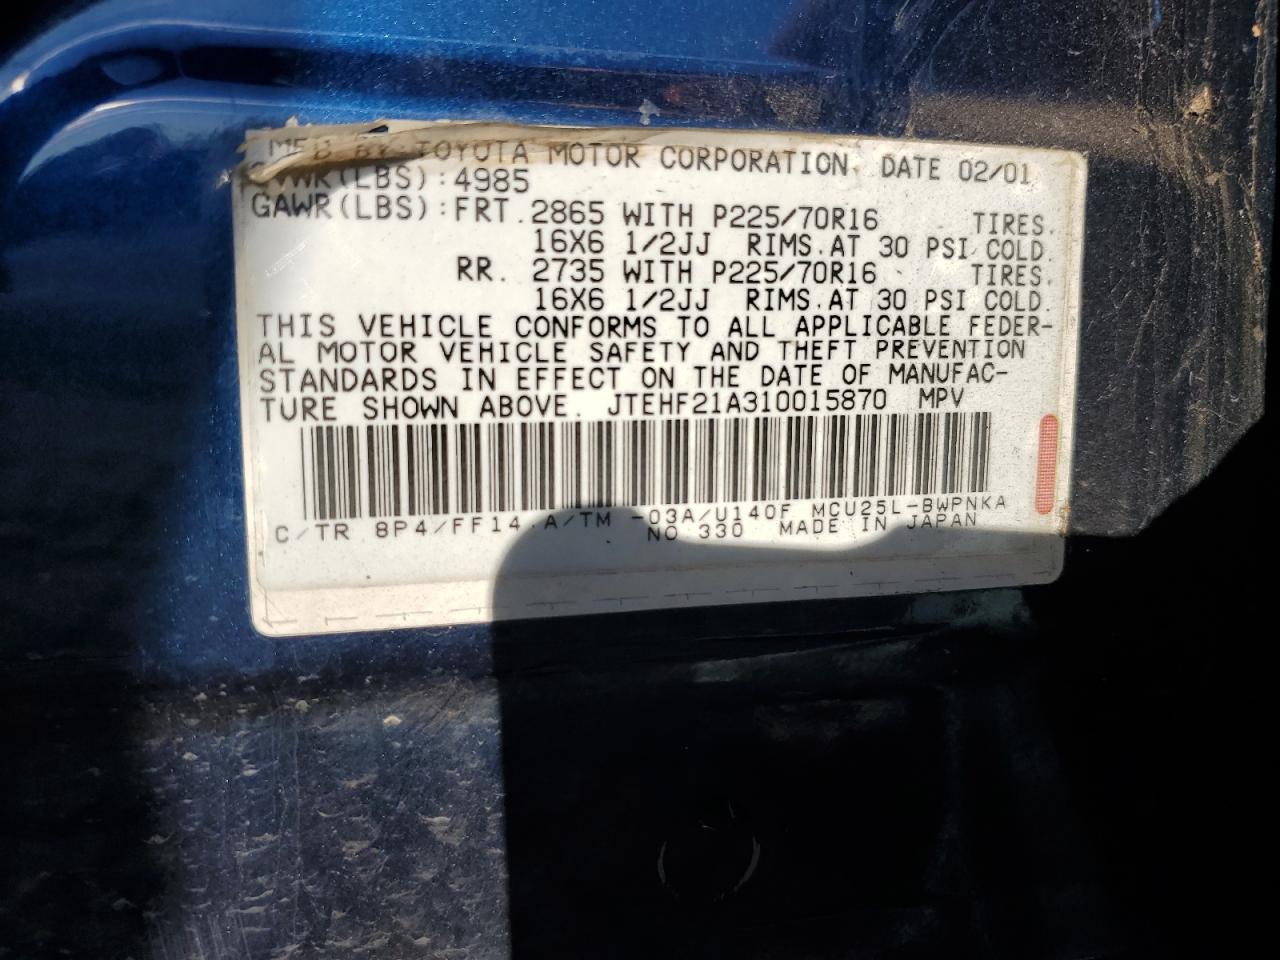 MFD BY TOYOTA MOTOR CORPORATION DATE 02/01
GVWR(LBS):4985
GAWR(LBS):FRT. 2865 WITH P225/70R16 TIRES.
16X6 1/2JJ RIMS.AT 30 PSI COLD.
RR. 2735 WITH P225/70R16 TIRES.
16X6 1/2JJ RIMS.AT 30 PSI COLD.
THIS VEHICLE CONFORMS TO ALL APPLICABLE FEDER-
AL MOTOR VEHICLE SAFETY AND THEFT PREVENTION
STANDARDS IN EFFECT ON THE DATE OF MANUFAC-
TURE SHOWN ABOVE. JTEHF21A310015870 MPV
C/TR 8P4/FF14 A/TM -03A/U140F MCU25L-BWPNKA
NO.330 MADE IN JAPAN